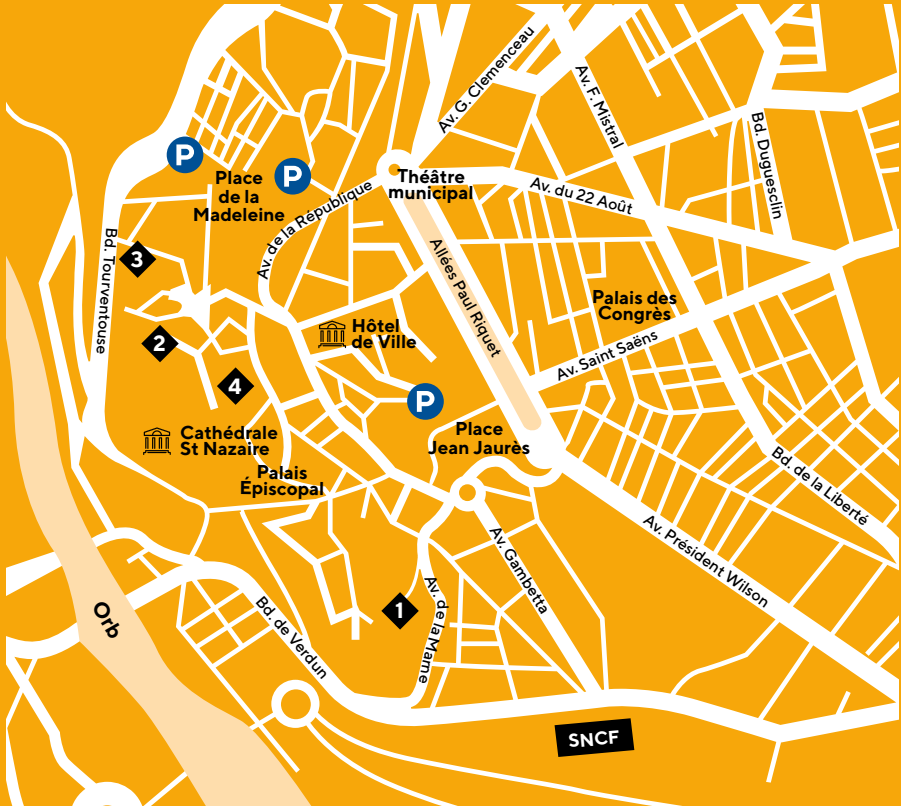 Av. G. Clemenceau
Av. F. Mistral
Bd. Duguesclin
P
P
Place
de la
Madeleine
Théâtre
municipal
Av. du 22 Août
Av. de la République
Bd. Tourventouse
3
Allées Paul Riquet
Palais des
Congrès
Hôtel
de Ville
2
Av. Saint Saëns
4
P
Cathédrale
St Nazaire
Place
Jean Jaurès
Palais
Épiscopal
Bd. de la Liberté
Av. Président Wilson
Av. Gambetta
Orb
1
Av. de la Marne
Bd. de Verdun
SNCF